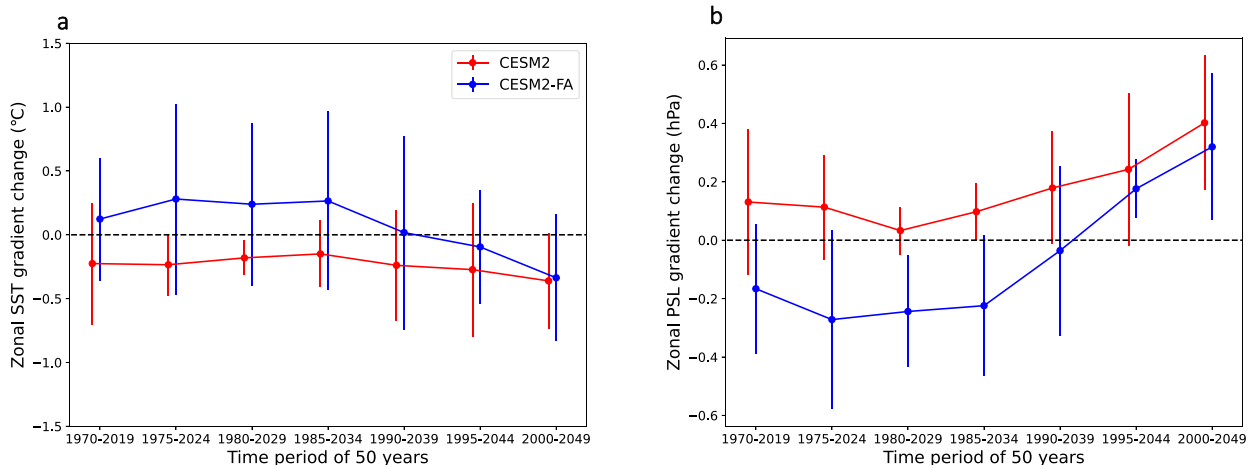 a
Zonal SST gradient change (°C)
1.5
1.0
0.5
0.0
−0.5
−1.0
−1.5
CESM2
CESM2-FA
1970-2019 1975-2024 1980-2029 1985-2034 1990-2039 1995-2044 2000-2049
Time period of 50 years
b
Zonal PSL gradient change (hPa)
0.6
0.4
0.2
0.0
−0.2
−0.4
−0.6
1970-2019 1975-2024 1980-2029 1985-2034 1990-2039 1995-2044 2000-2049
Time period of 50 years